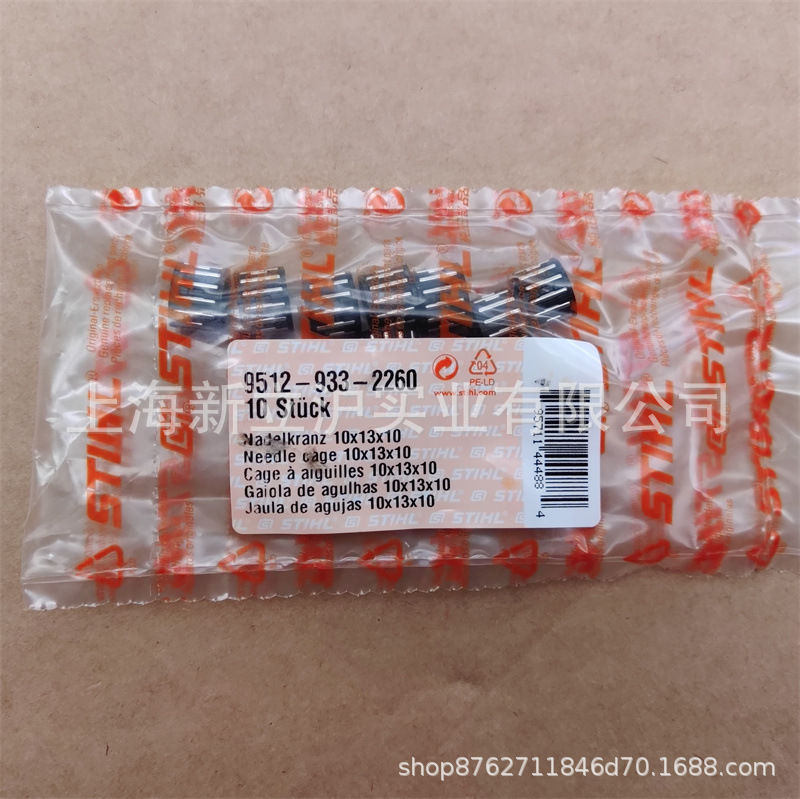 STIHL
9512-933-2260
10 Stück
04
PE-LD
www.stihl.com
Nadelkranz 10x13x10
Needle cage 10x13x10
Cage à aiguilles 10x13x10
Gaiola de agulhas 10x13x10
Jaula de agujas 10x13x10
STIHL
上海新立沪实业有限公司
shop8762711846d70.1688.com